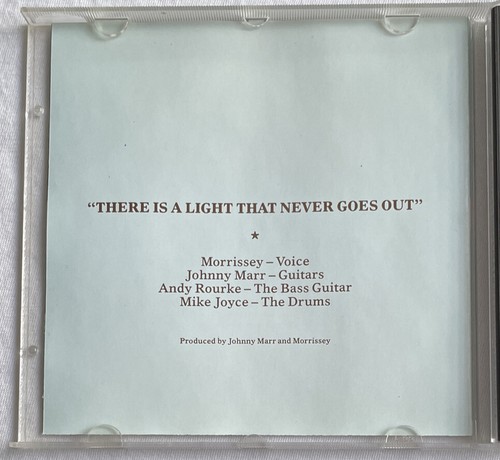 “THERE IS A LIGHT THAT NEVER GOES OUT”
★
Morrissey – Voice
Johnny Marr – Guitars
Andy Rourke – The Bass Guitar
Mike Joyce – The Drums
Produced by Johnny Marr and Morrissey